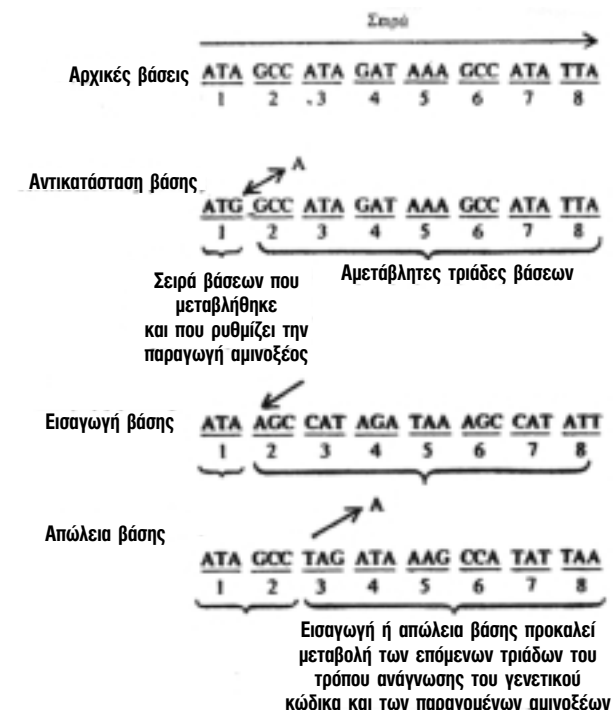 Σειρά
Αρχικές βάσεις ATA GCC ATA GAT AAA GCC ATA TTA
1 2 3 4 5 6 7 8
Αντικατάσταση βάσης A
ATG GCC ATA GAT AAA GCC ATA TTA
1 2 3 4 5 6 7 8
Σειρά βάσεων που
μεταβλήθηκε
και που ρυθμίζει την
παραγωγή αμινοξέος
Αμετάβλητες τριάδες βάσεων
Εισαγωγή βάσης ATA AGC CAT AGA TAA AGC CAT ATT
1 2 3 4 5 6 7 8
Απώλεια βάσης A
ATA GCC TAG ATA AAG CCA TAT TAA
1 2 3 4 5 6 7 8
Εισαγωγή ή απώλεια βάσης προκαλεί
μεταβολή των επόμενων τριάδων του
τρόπου ανάγνωσης του γενετικού
κώδικα και των παραγομένων αμινοξέων